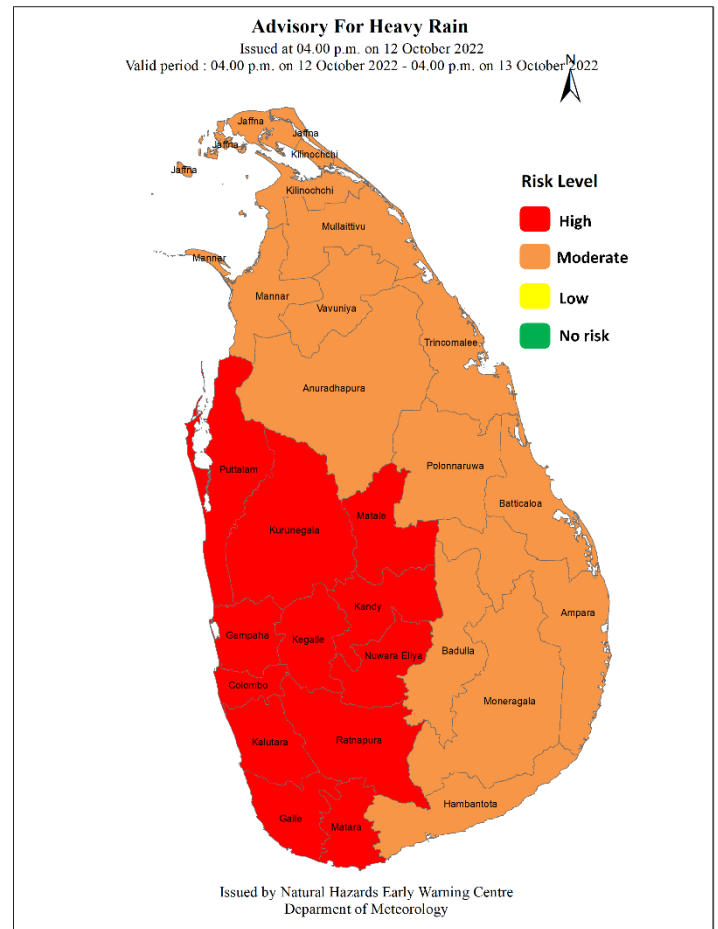 Advisory For Heavy Rain
Issued at 04.00 p.m. on 12 October 2022
Valid period : 04.00 p.m. on 12 October 2022 - 04.00 p.m. on 13 October 2022
N
Jaffna
Jaffna
Jaffna
Kilinochchi
Jaffna
Kilinochchi
Mullaittivu
Mannar
Mannar
Vavuniya
Trincomalee
Anuradhapura
Risk Level
High
Moderate
Low
No risk
Puttalam
Polonnaruwa
Batticaloa
Kurunegala
Matale
Kandy
Ampara
Gampaha
Kegalle
Nuwara Eliya
Badulla
Colombo
Moneragala
Kalutara
Ratnapura
Hambantota
Galle
Matara
Issued by Natural Hazards Early Warning Centre
Deparment of Meteorology